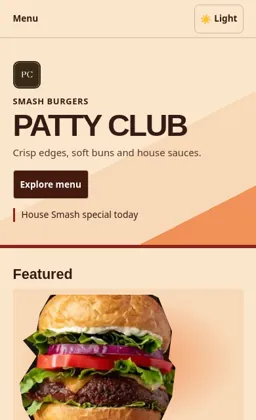 Menu
☀️ Light
PC
SMASH BURGERS
PATTY CLUB
Crisp edges, soft buns and house sauces.
Explore menu
House Smash special today
Featured